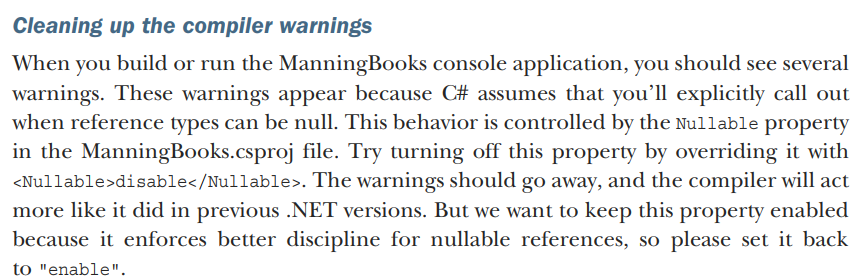 Cleaning up the compiler warnings
When you build or run the ManningBooks console application, you should see several
warnings. These warnings appear because C# assumes that you’ll explicitly call out
when reference types can be null. This behavior is controlled by the Nullable property
in the ManningBooks.csproj file. Try turning off this property by overriding it with
<Nullable>disable</Nullable>. The warnings should go away, and the compiler will act
more like it did in previous .NET versions. But we want to keep this property enabled
because it enforces better discipline for nullable references, so please set it back
to "enable".